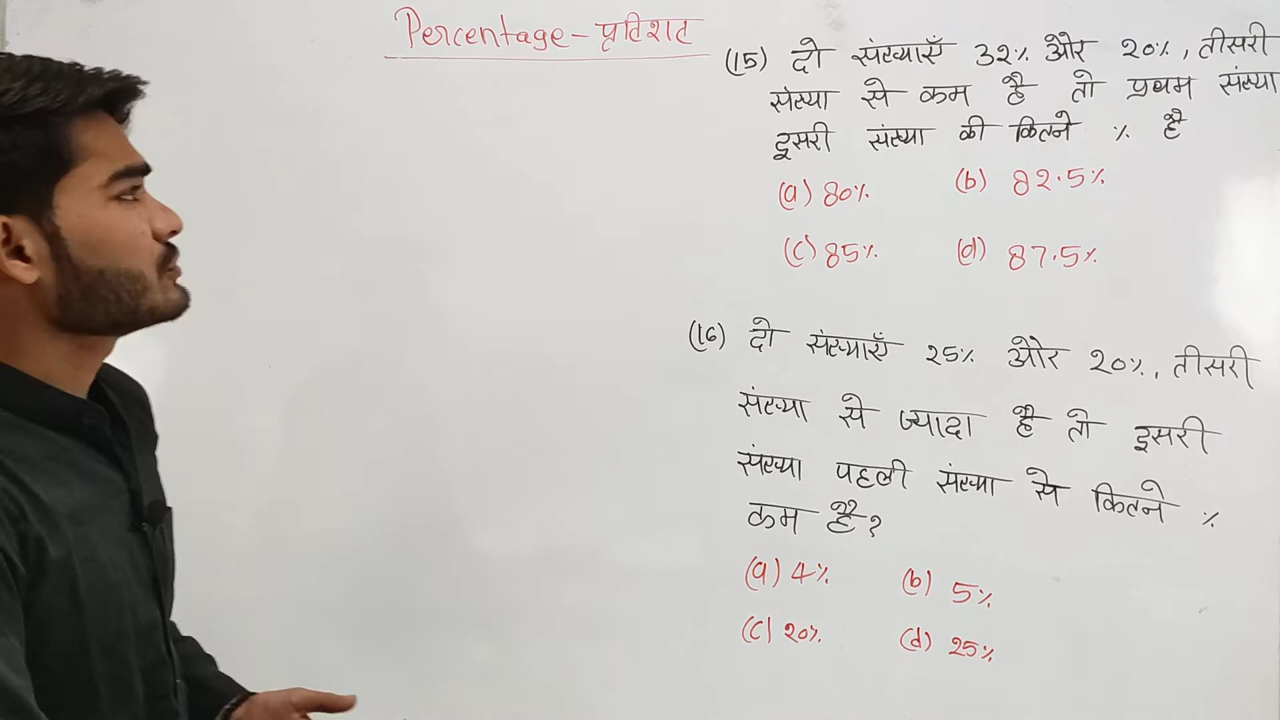 Percentage - प्रतिशत
(15) दो संख्याएँ 32% और 20%, तीसरी
संख्या से कम है तो प्रथम संख्या
दूसरी संख्या की कितने % है
(a) 80% (b) 82.5%
(c) 85% (d) 87.5%
(16) दो संख्याएँ 25% और 20%, तीसरी
संख्या से ज्यादा है तो दूसरी
संख्या पहली संख्या से कितने %
कम है?
(a) 4% (b) 5%
(c) 20% (d) 25%